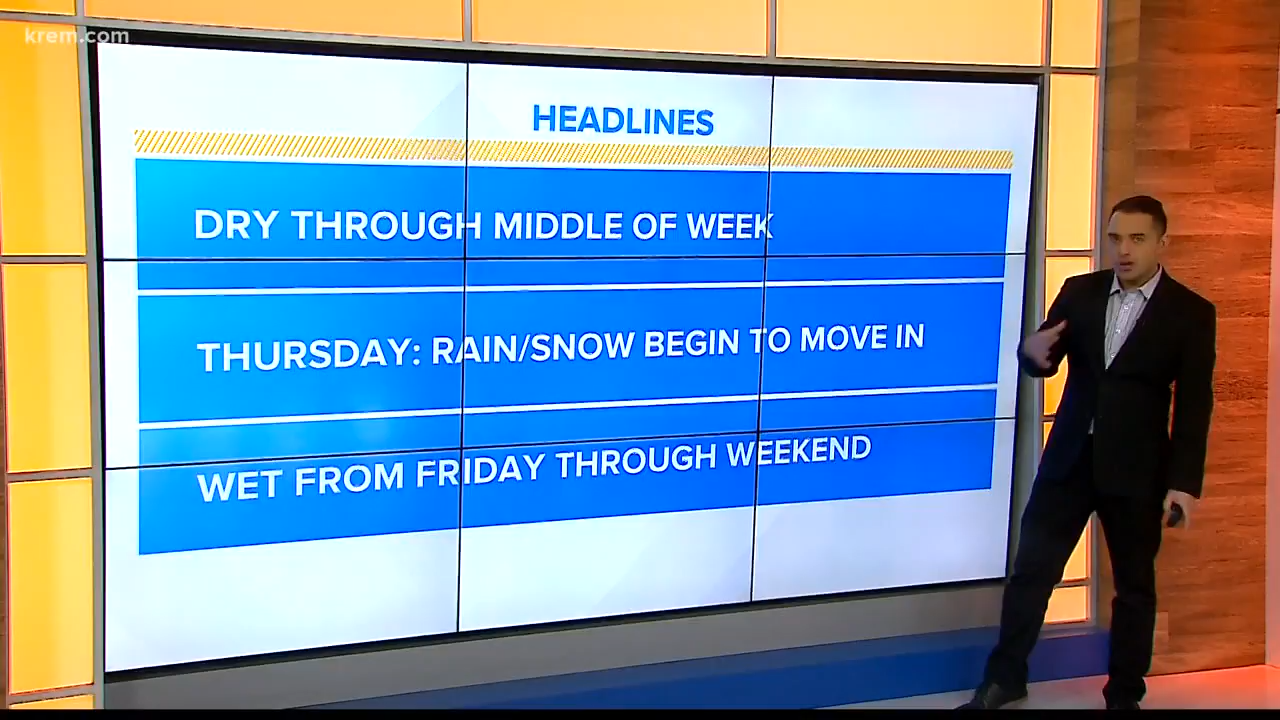 krem.com
HEADLINES
DRY THROUGH MIDDLE OF WEEK
THURSDAY: RAIN/SNOW BEGIN TO MOVE IN
WET FROM FRIDAY THROUGH WEEKEND